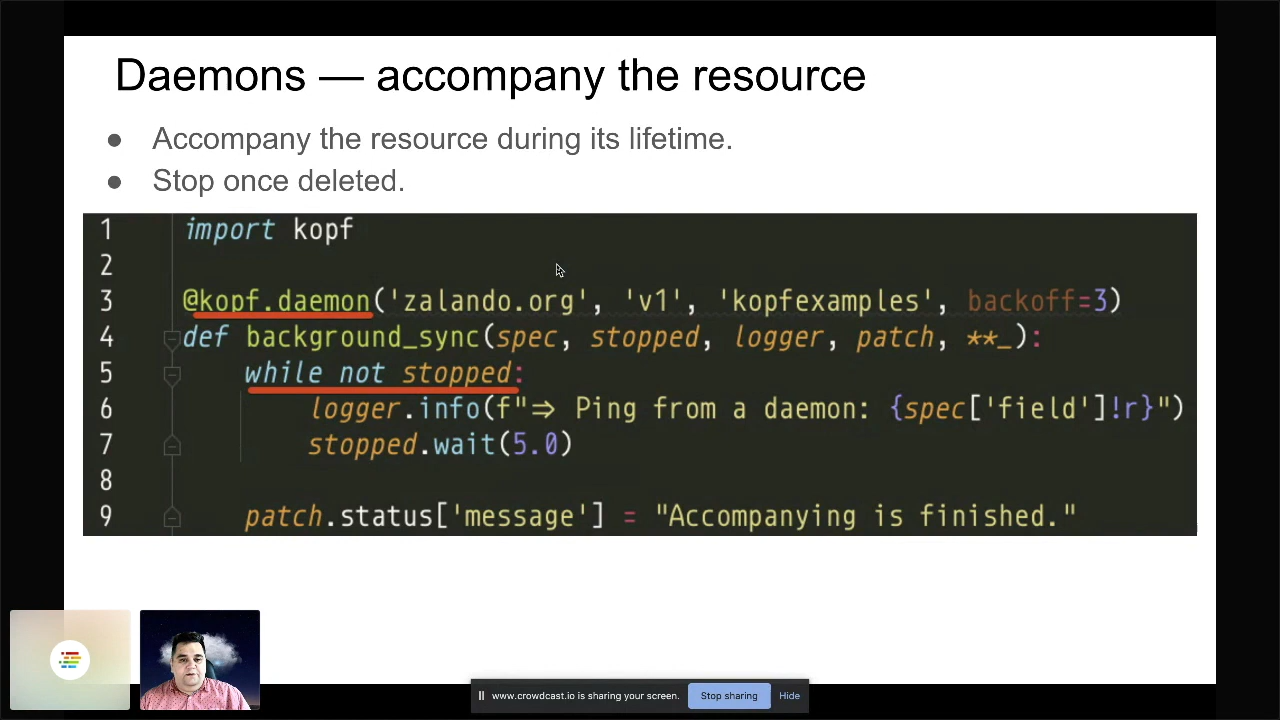 Daemons — accompany the resource
● Accompany the resource during its lifetime.
● Stop once deleted.
1 import kopf
2
3 @kopf.daemon('zalando.org', 'v1', 'kopfexamples', backoff=3)
4 def background_sync(spec, stopped, logger, patch, **_):
5 while not stopped:
6 logger.info(f"⇒ Ping from a daemon: {spec['field']!r}")
7 stopped.wait(5.0)
8
9 patch.status['message'] = "Accompanying is finished."
www.crowdcast.io is sharing your screen. Stop sharing Hide